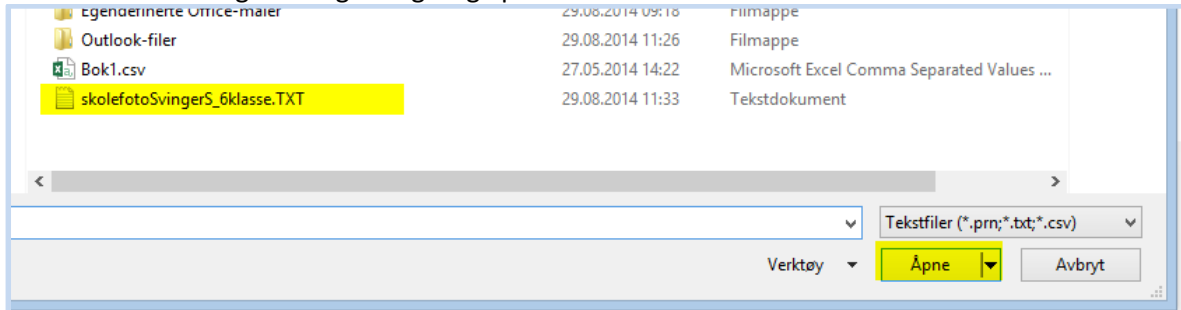 Egendefinerte Office-maler 29.08.2014 09:18 Filmappe
Outlook-filer 29.08.2014 11:26 Filmappe
Bok1.csv 27.05.2014 14:22 Microsoft Excel Comma Separated Values ...
skolefotoSvingerS_6klasse.TXT 29.08.2014 11:33 Tekstdokument
Tekstfiler (*.prn;*.txt;*.csv)
Verktøy Åpne Avbryt